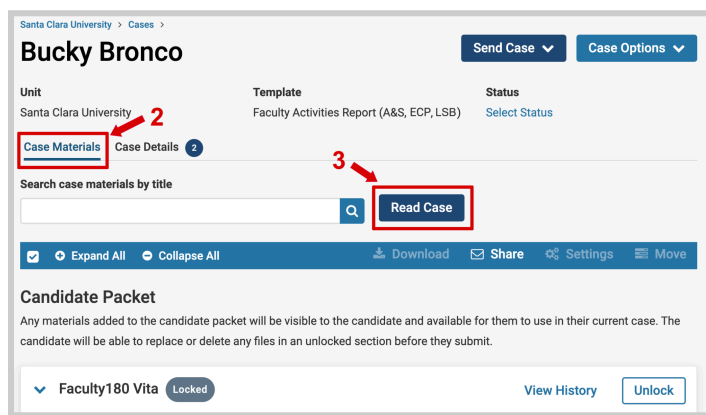 Santa Clara University > Cases >
Bucky Bronco
Send Case
Case Options
Unit
Template
Status
Santa Clara University
Faculty Activities Report (A&S, ECP, LSB)
Select Status
2
Case Materials
Case Details 2
3
Search case materials by title
Read Case
Expand All
Collapse All
Download
Share
Settings
Move
Candidate Packet
Any materials added to the candidate packet will be visible to the candidate and available for them to use in their current case. The
candidate will be able to replace or delete any files in an unlocked section before they submit.
Faculty180 Vita Locked
View History
Unlock